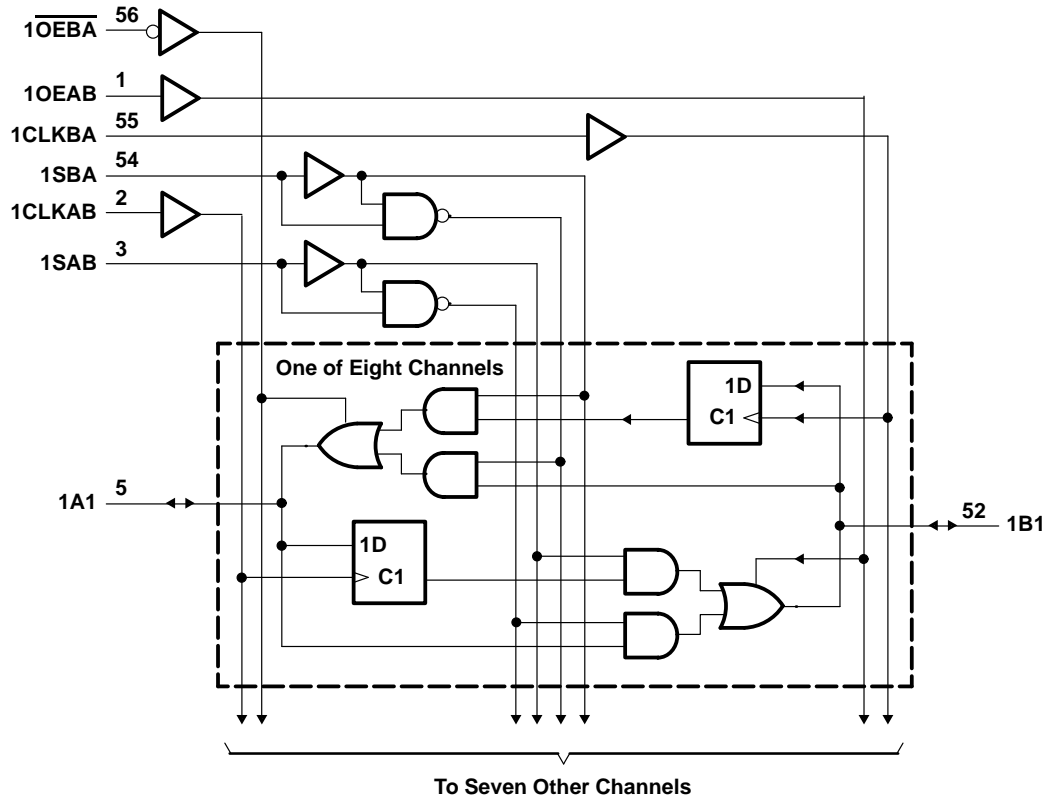 1OEBA 56
1OEAB 1
1CLKBA 55
1SBA 54
1CLKAB 2
1SAB 3
One of Eight Channels
1D
C1
1A1 5
52 1B1
1D
C1
To Seven Other Channels